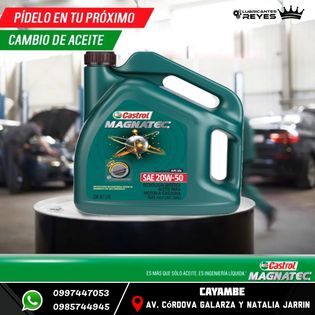 PÍDELO EN TU PRÓXIMO
CAMBIO DE ACEITE
LUBRICANTES
REYES
Castrol
MAGNATEC
SAE 20W-50
ES MÁS QUE SÓLO ACEITE. ES INGENIERÍA LÍQUIDA.
Castrol
MAGNATEC
0997447053
0985744945
CAYAMBE
AV. CóRDOVA GALARZA Y NATALIA JARRIN